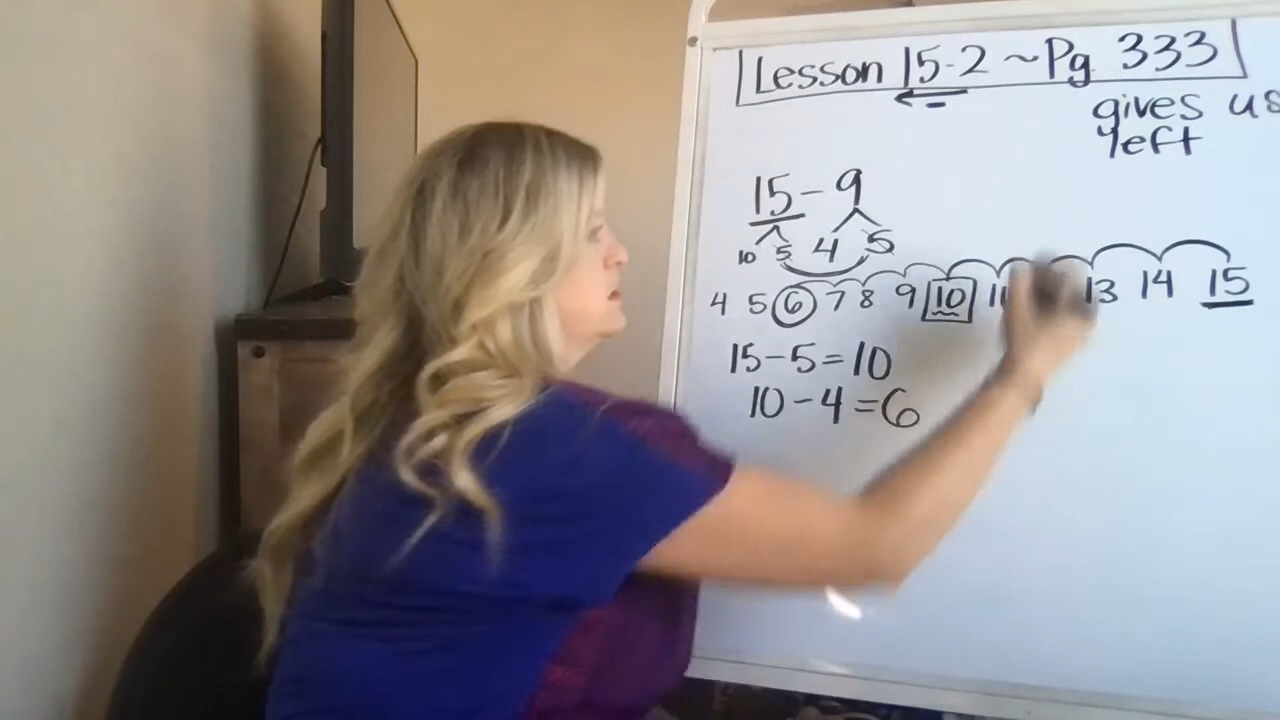 Lesson 15-2 ~ Pg 333
← -
gives
left
15 - 9
10 5 4 5
4 5 6 7 8 9 10 13 14 15
15 - 5 = 10
10 - 4 = 6